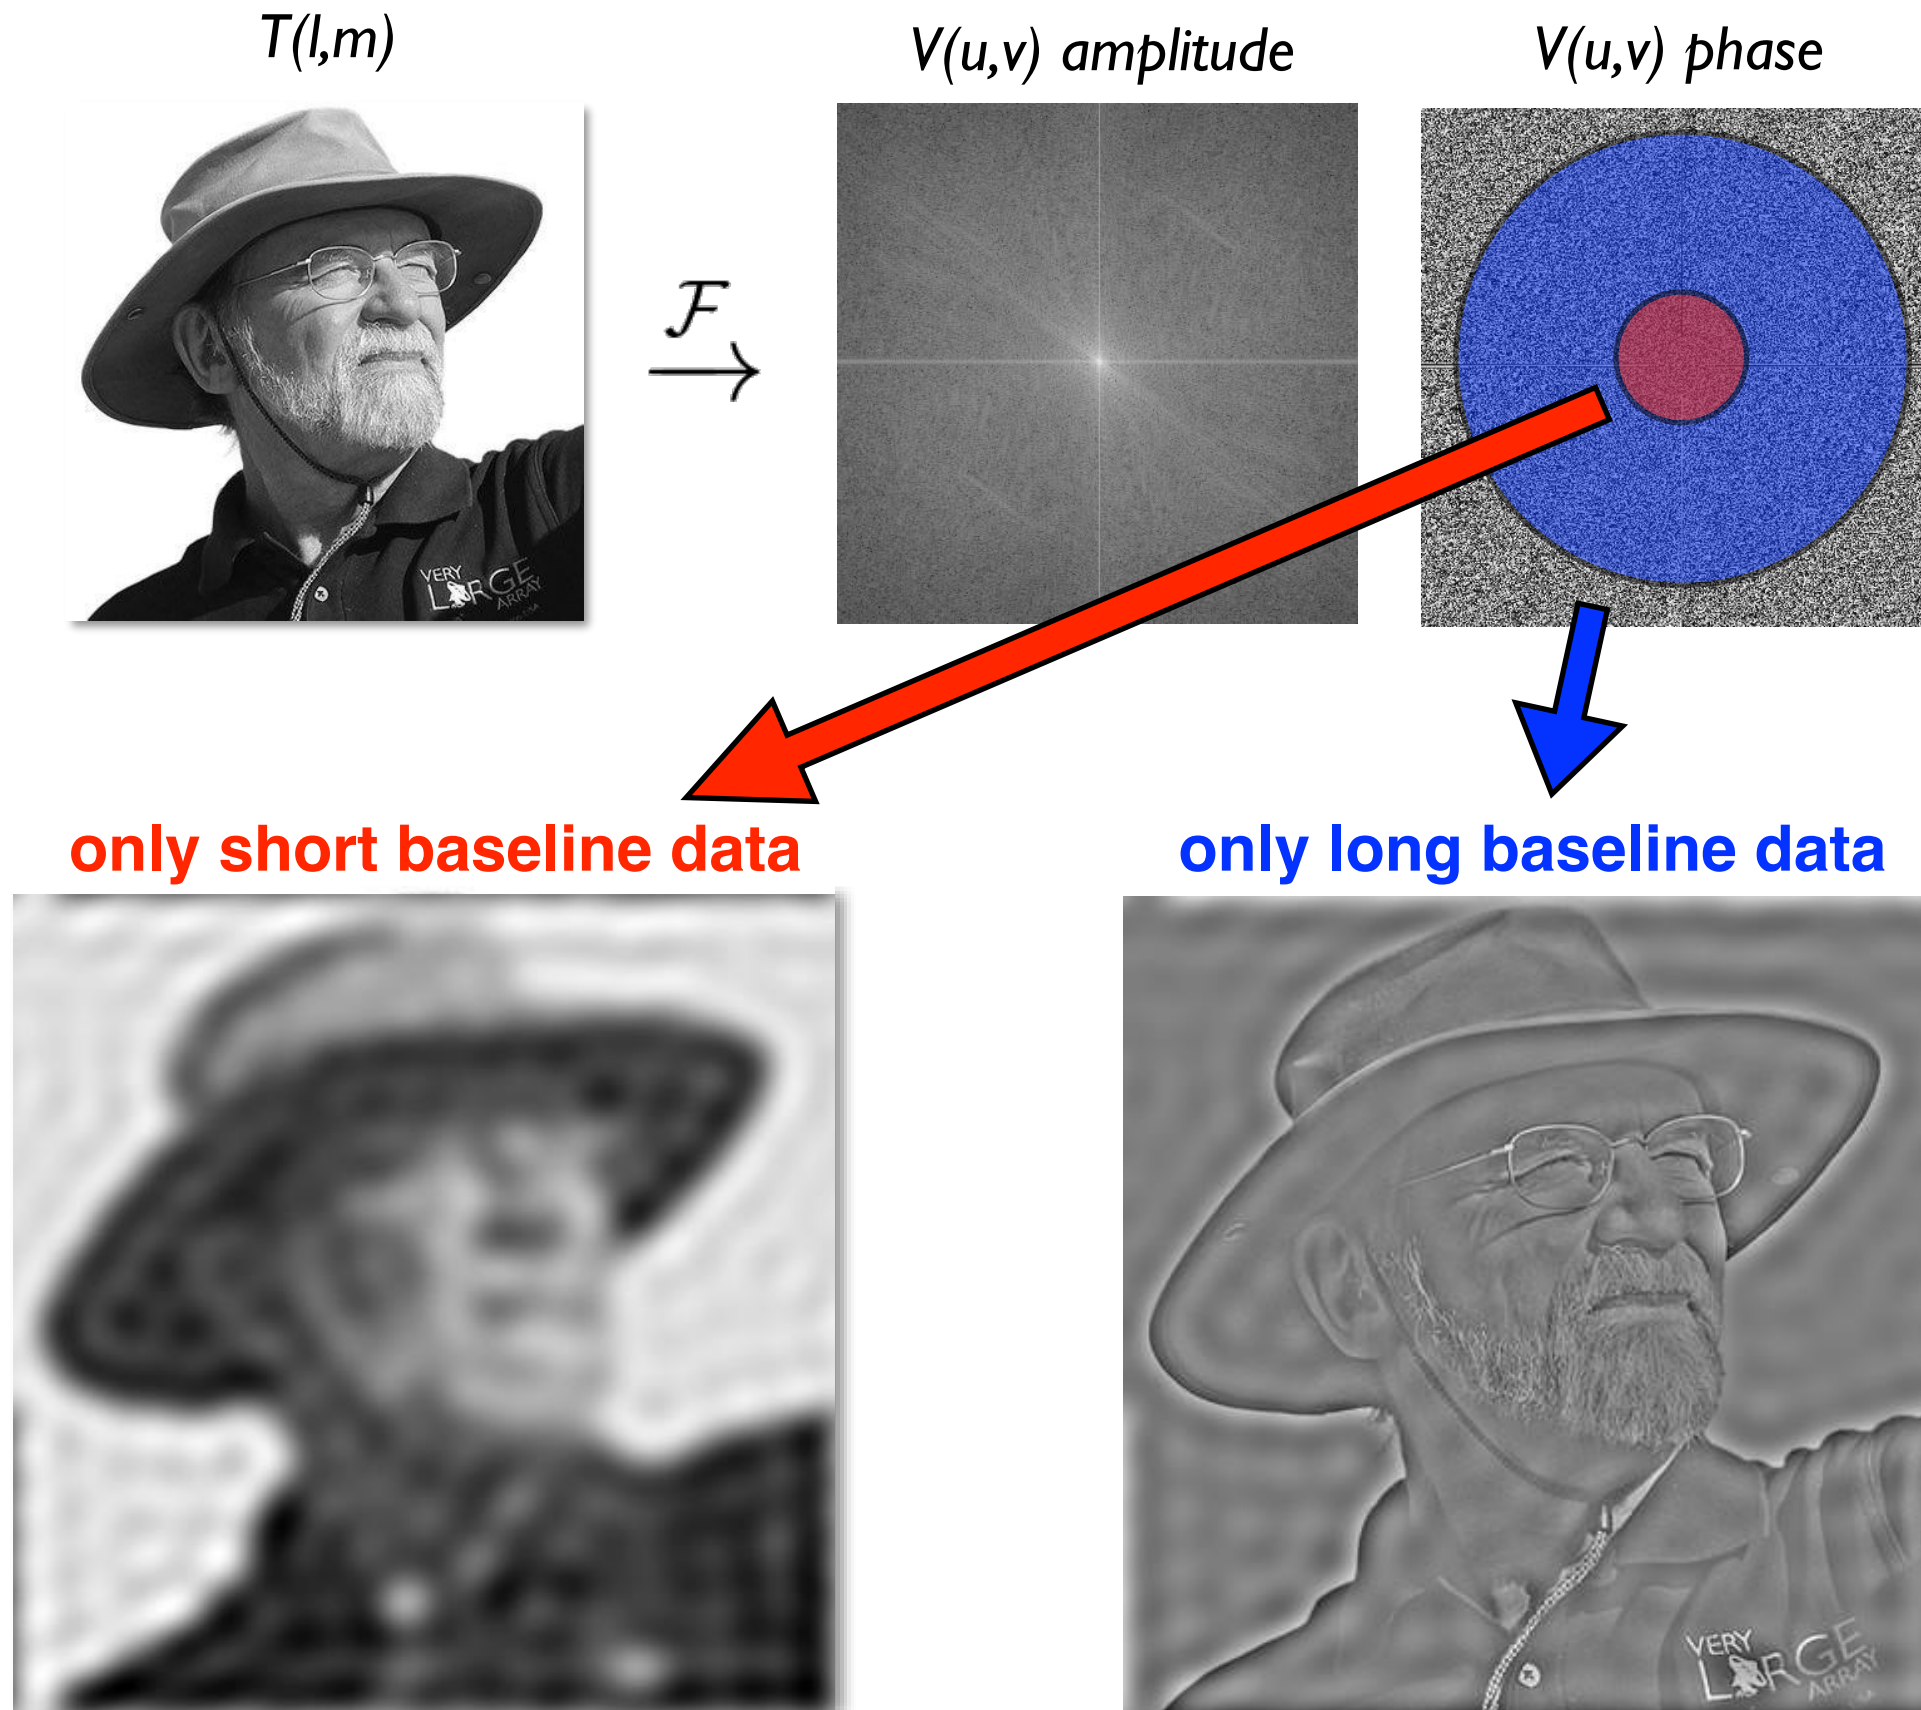 T(l,m)
V(u,v) amplitude
V(u,v) phase
ℱ
→
VERY
LARGE
ARRAY
only short baseline data
only long baseline data
VERY
LARGE
ARRAY